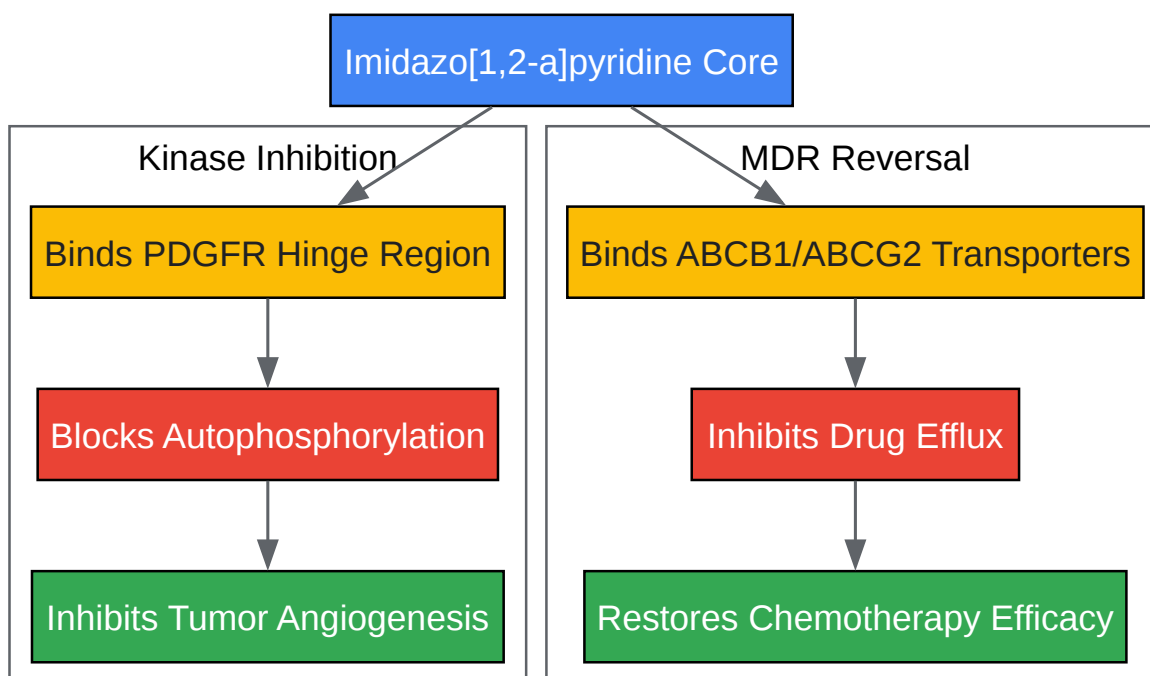 Imidazo[1,2-a]pyridine Core
Kinase Inhibition
MDR Reversal
Binds PDGFR Hinge Region
Binds ABCB1/ABCG2 Transporters
Blocks Autophosphorylation
Inhibits Drug Efflux
Inhibits Tumor Angiogenesis
Restores Chemotherapy Efficacy